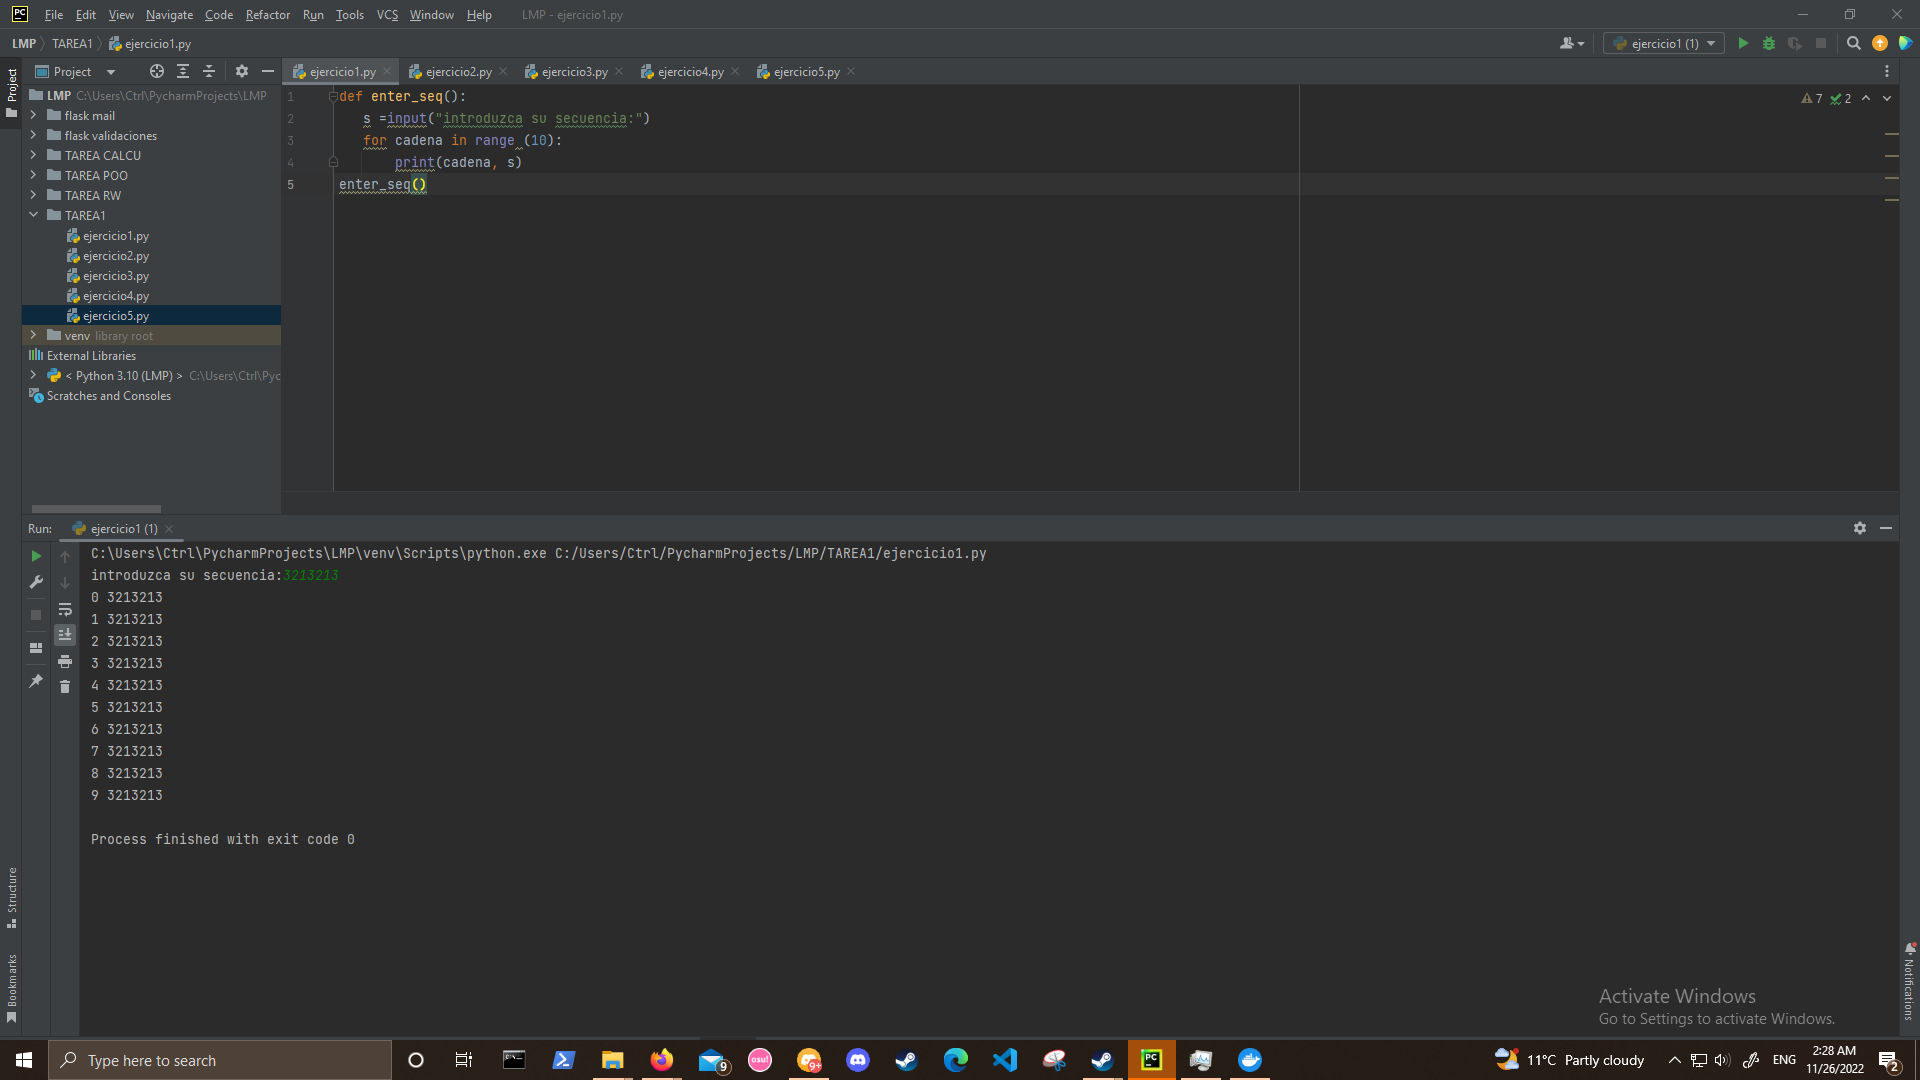 PC File Edit View Navigate Code Refactor Run Tools VCS Window Help LMP - ejercicio1.py
LMP TAREA1 ejercicio1.py ejercicio1 (1)
Project
Project ejercicio1.py ejercicio2.py ejercicio3.py ejercicio4.py ejercicio5.py
LMP C:\Users\Ctrl\PycharmProjects\LMP
flask mail
flask validaciones
TAREA CALCU
TAREA POO
TAREA RW
TAREA1
ejercicio1.py
ejercicio2.py
ejercicio3.py
ejercicio4.py
ejercicio5.py
venv library root
External Libraries
< Python 3.10 (LMP) > C:\Users\Ctrl\Pyc
Scratches and Consoles
1 def enter_seq():
2 s =input("introduzca su secuencia:")
3 for cadena in range (10):
4 print(cadena, s)
5 enter_seq()
7 2
Run: ejercicio1 (1)
C:\Users\Ctrl\PycharmProjects\LMP\venv\Scripts\python.exe C:/Users/Ctrl/PycharmProjects/LMP/TAREA1/ejercicio1.py
introduzca su secuencia:3213213
0 3213213
1 3213213
2 3213213
3 3213213
4 3213213
5 3213213
6 3213213
7 3213213
8 3213213
9 3213213
Process finished with exit code 0
Structure
Bookmarks
Notifications
Activate Windows
Go to Settings to activate Windows.
Type here to search
9
osu!
9+
PC
11°C Partly cloudy
ENG
2:28 AM
11/26/2022
2